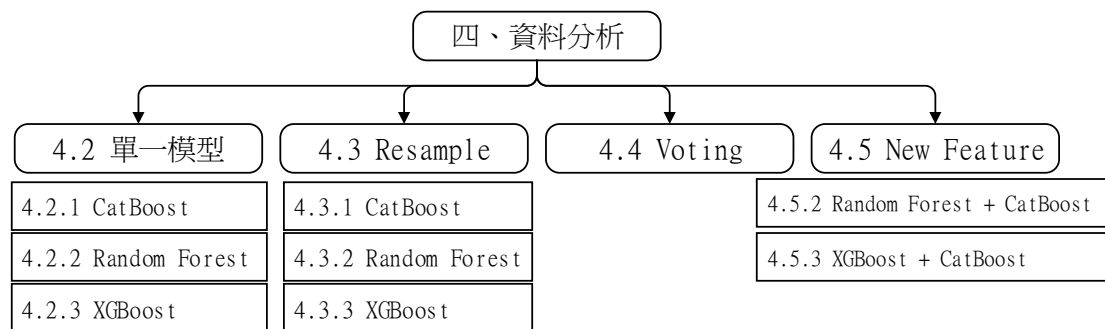 四、資料分析
4.2 單一模型
4.3 Resample
4.4 Voting
4.5 New Feature
4.2.1 CatBoost
4.2.2 Random Forest
4.2.3 XGBoost
4.3.1 CatBoost
4.3.2 Random Forest
4.3.3 XGBoost
4.5.2 Random Forest + CatBoost
4.5.3 XGBoost + CatBoost